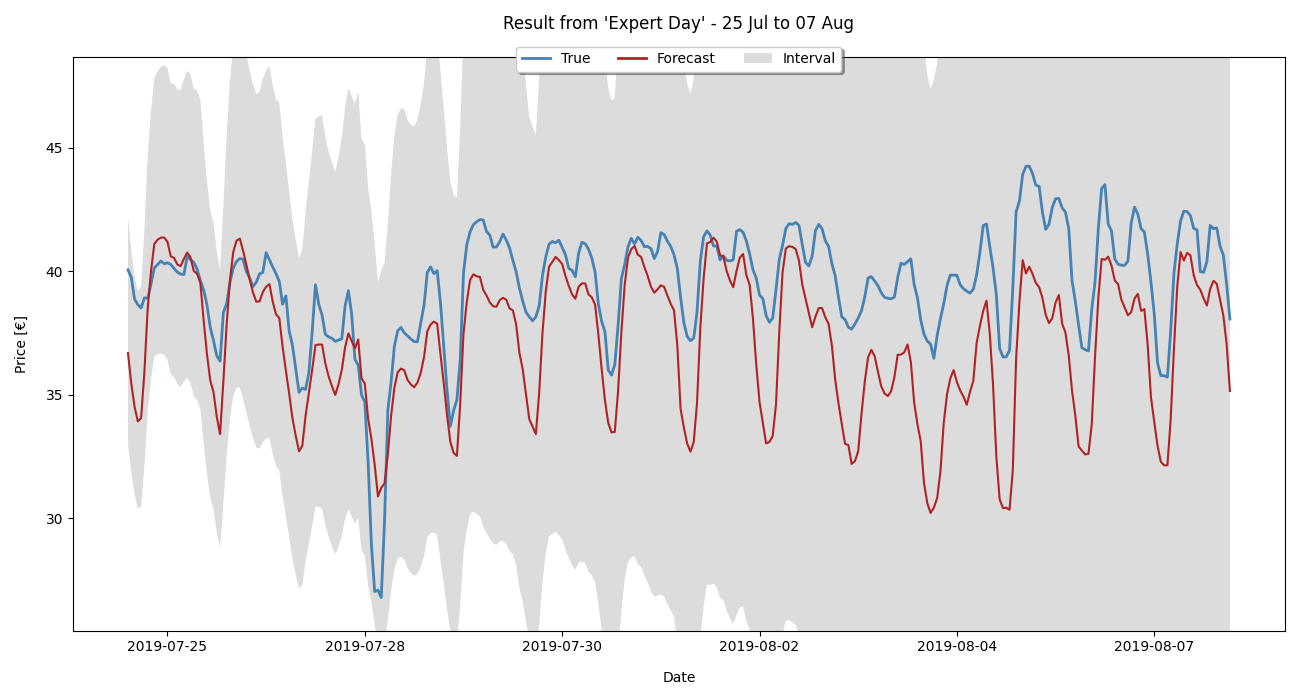 Result from 'Expert Day' - 25 Jul to 07 Aug
True Forecast Interval
Price [€]
45
40
35
30
2019-07-25 2019-07-28 2019-07-30 2019-08-02 2019-08-04 2019-08-07
Date